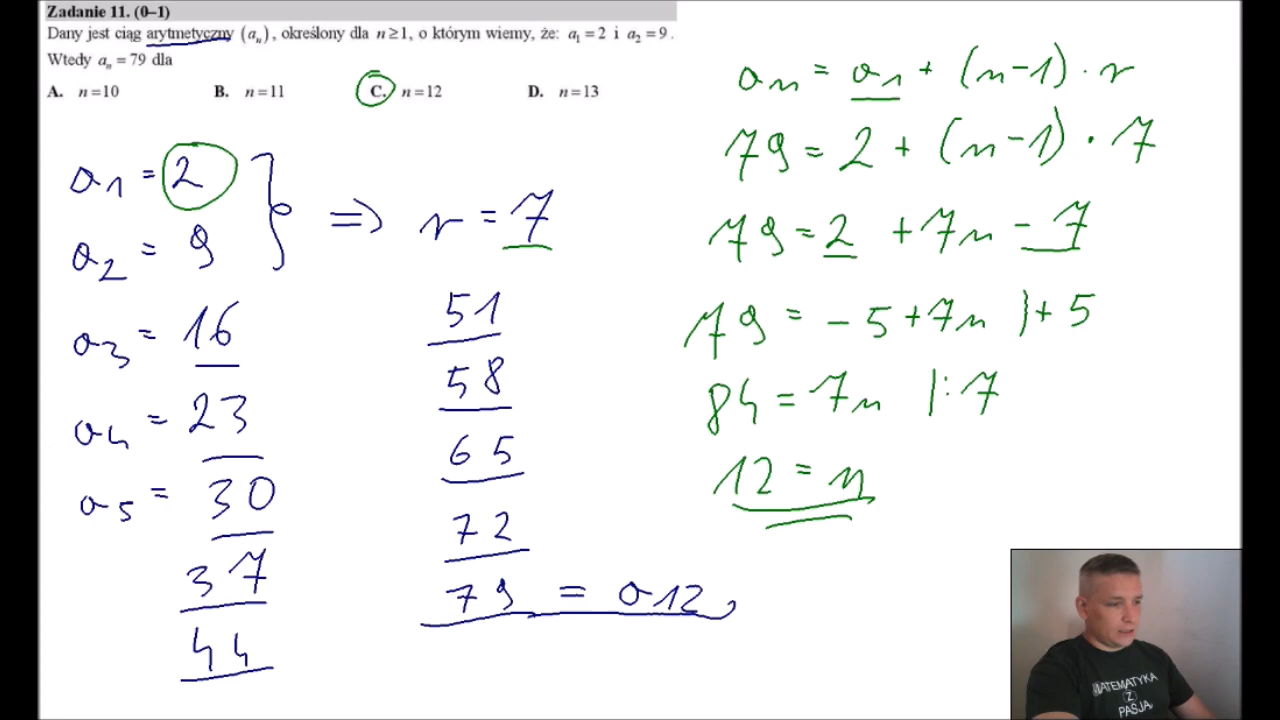 Zadanie 11. (0–1)
Dany jest ciąg arytmetyczny (aₙ), określony dla n≥1, o którym wiemy, że: a₁ = 2 i a₂ = 9.
Wtedy aₙ = 79 dla
A. n=10 B. n=11 C. n=12 D. n=13
a₁ = 2
a₂ = 9
⇒ r = 7
a₃ = 16
a₄ = 23
a₅ = 30
37
44
51
58
65
72
79 = a12
aₙ = a₁ + (n-1) · r
79 = 2 + (n-1) · 7
79 = 2 + 7n - 7
79 = -5 + 7n |+ 5
84 = 7n |: 7
12 = n
MATEMATYKA
Z
PASJĄ